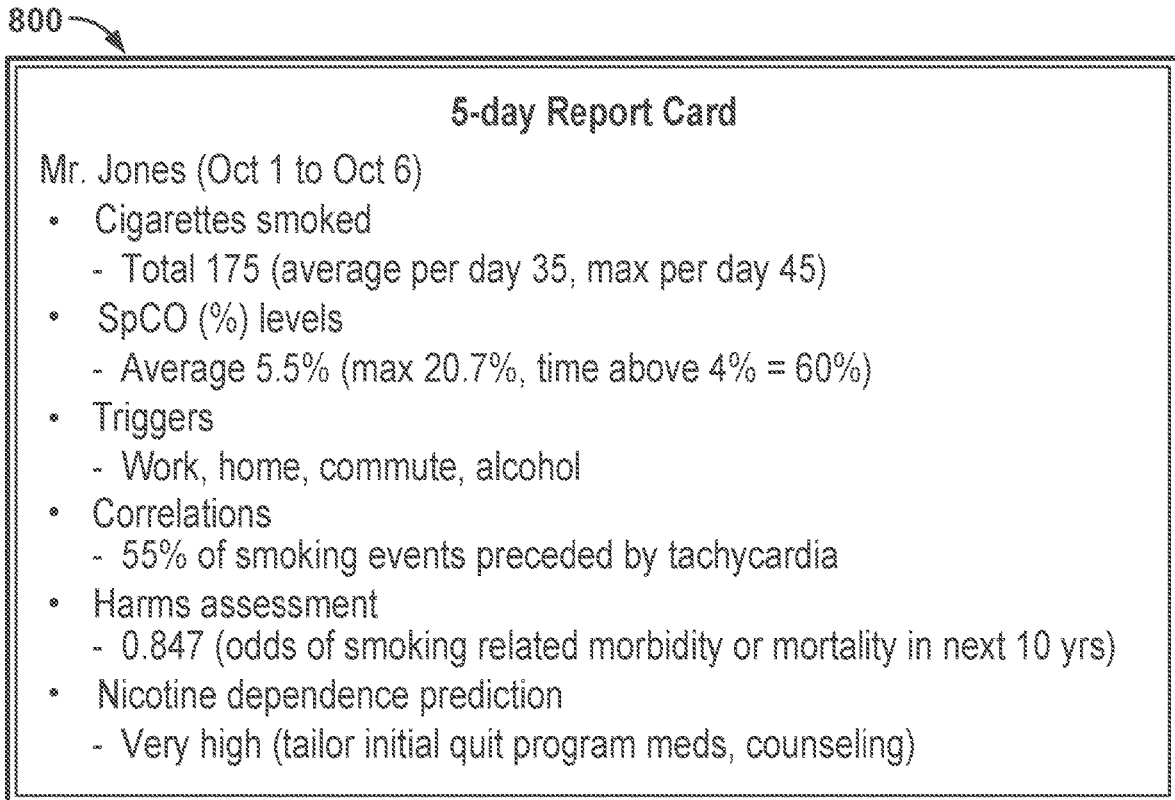 800
5-day Report Card
Mr. Jones (Oct 1 to Oct 6)
• Cigarettes smoked
- Total 175 (average per day 35, max per day 45)
• SpCO (%) levels
- Average 5.5% (max 20.7%, time above 4% = 60%)
• Triggers
- Work, home, commute, alcohol
• Correlations
- 55% of smoking events preceded by tachycardia
• Harms assessment
- 0.847 (odds of smoking related morbidity or mortality in next 10 yrs)
• Nicotine dependence prediction
- Very high (tailor initial quit program meds, counseling)